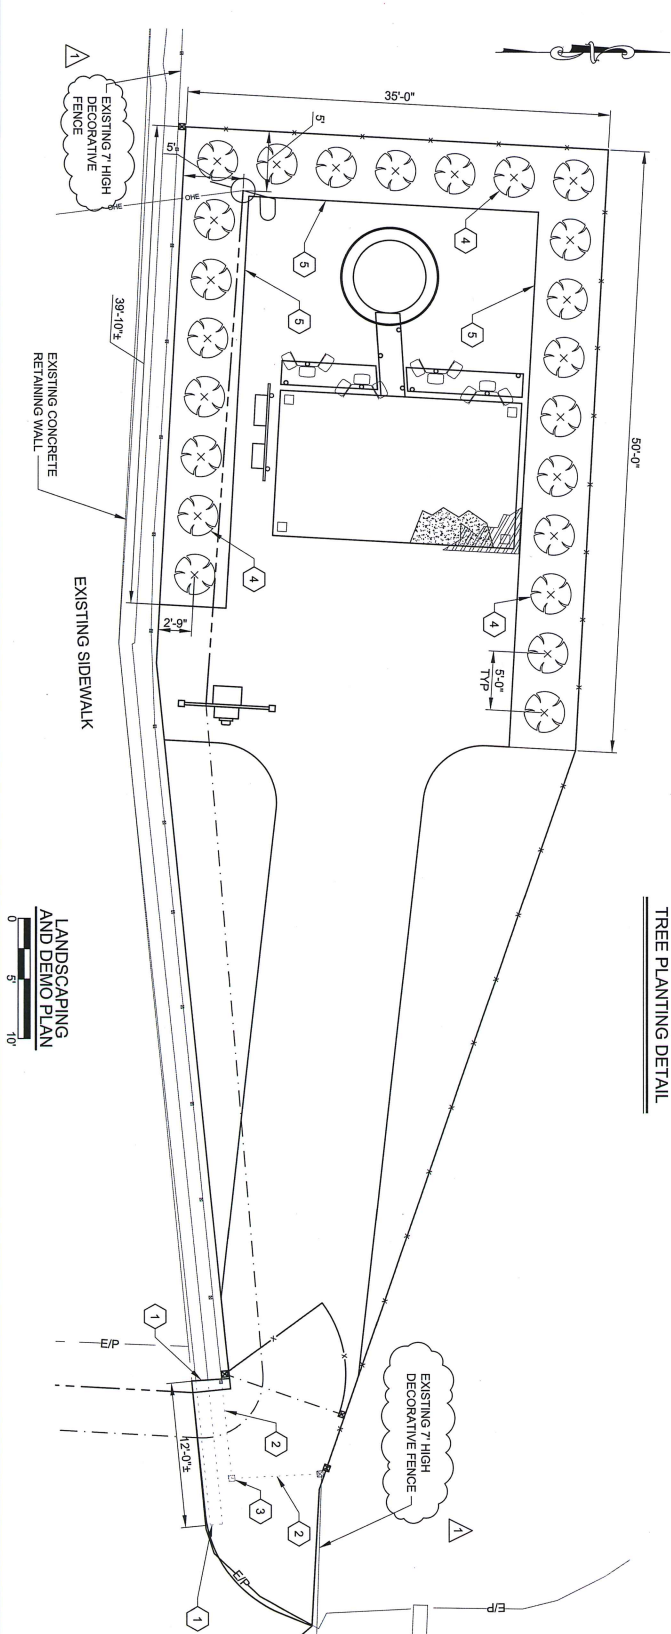 1
EXISTING 7' HIGH
DECORATIVE
FENCE
35'-0"
5'
5'
OHE
OHE
39'-10"±
EXISTING CONCRETE
RETAINING WALL
4
5
5
5
4
4
50'-0"
5'-0"
TYP
2'-9"
EXISTING SIDEWALK
TREE PLANTING DETAIL
LANDSCAPING
AND DEMO PLAN
0
5'
10'
1
E/P
12'-0"±
2
3
2
1
E/P
E/P
EXISTING 7' HIGH
DECORATIVE FENCE
1